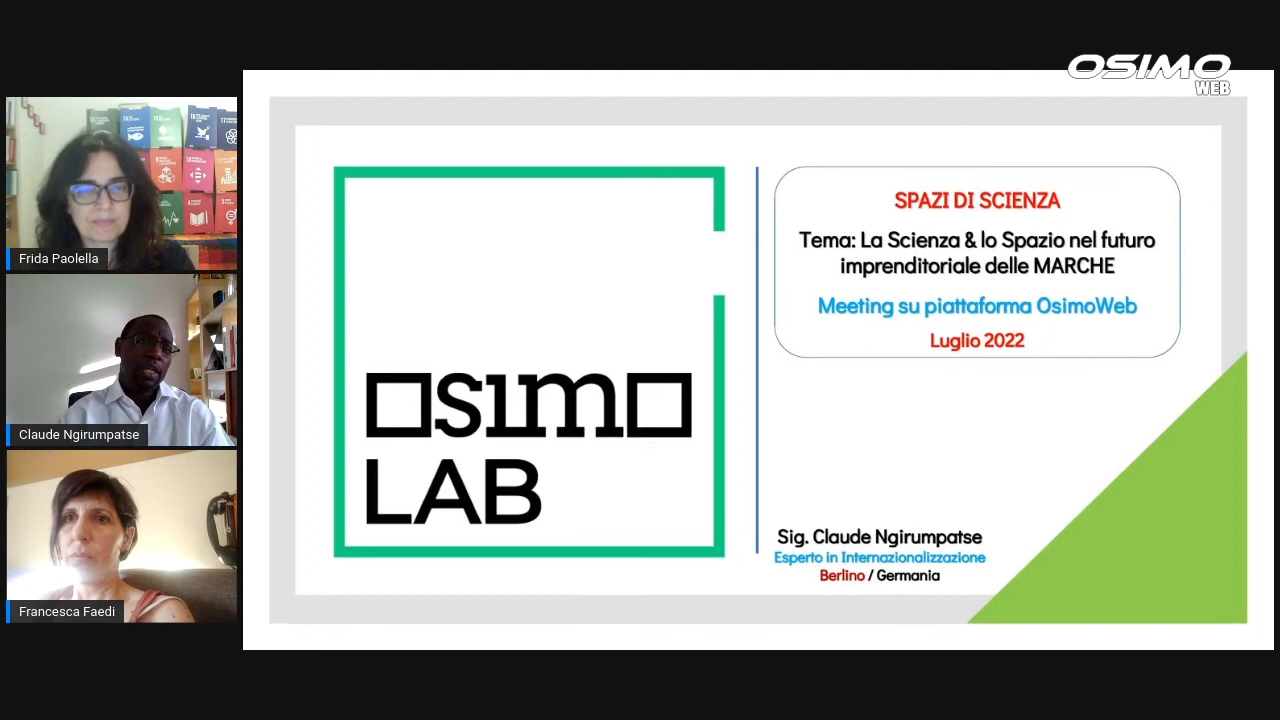 OSIMO
WEB
Frida Paolella
Claude Ngirumpatse
Francesca Faedi
osimo
LAB
SPAZI DI SCIENZA
Tema: La Scienza & lo Spazio nel futuro
imprenditoriale delle MARCHE
Meeting su piattaforma OsimoWeb
Luglio 2022
Sig. Claude Ngirumpatse
Esperto in Internazionalizzazione
Berlino / Germania